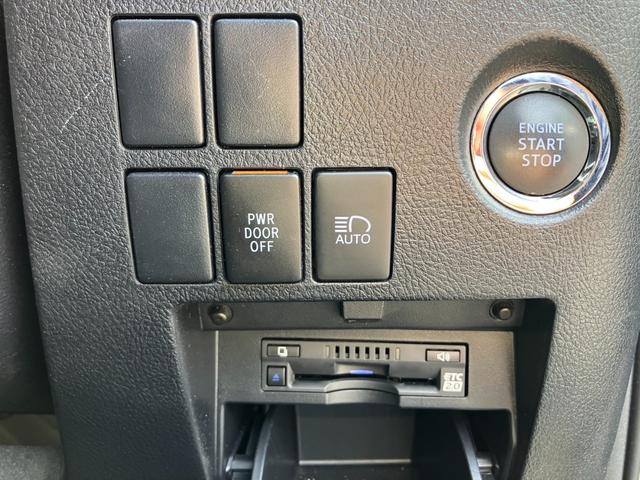 ENGINE
START
STOP
PWR
DOOR
OFF
AUTO
ETC
2.0